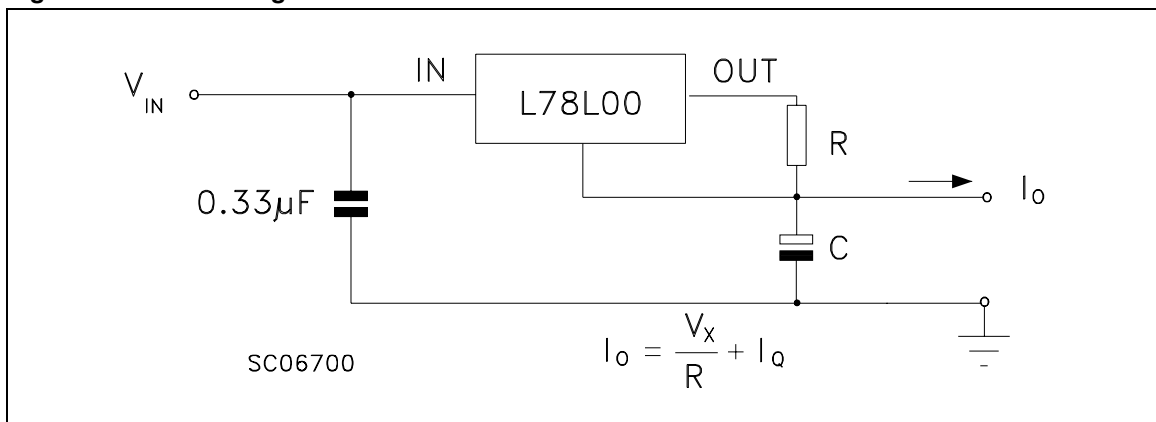 V_IN
IN
L78L00
OUT
R
0.33µF
I_O
C
SC06700
I_O = V_X / R + I_Q